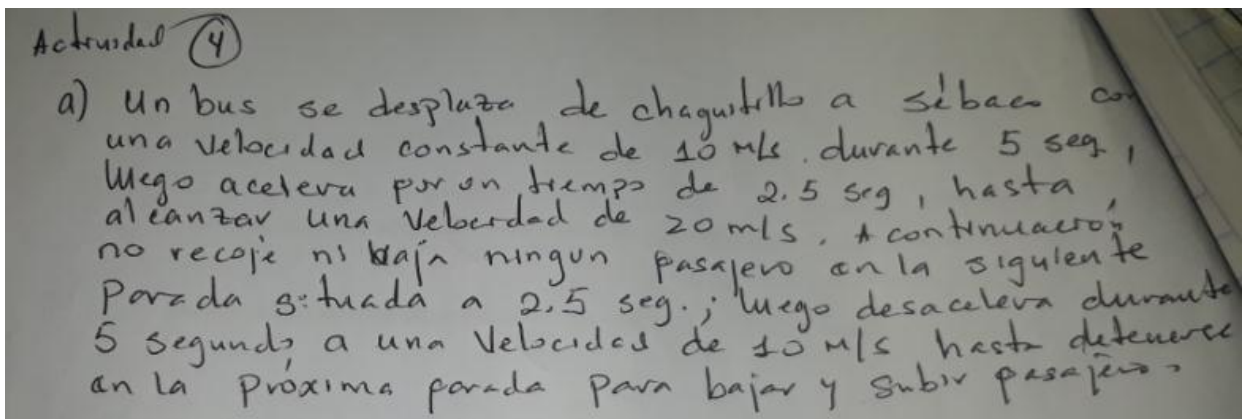 Actividad 4
a) Un bus se desplaza de chaguitillo a sébaco con
una velocidad constante de 10 m/s. durante 5 seg,
luego acelera por un tiempo de 2.5 seg, hasta
alcanzar una velocidad de 20 m/s. A continuación
no recoje ni baja ningun pasajero en la siguiente
parada situada a 2.5 seg.; luego desacelera durante
5 segundo a una velocidad de 10 m/s hasta detenerse
en la próxima parada para bajar y subir pasajeros.